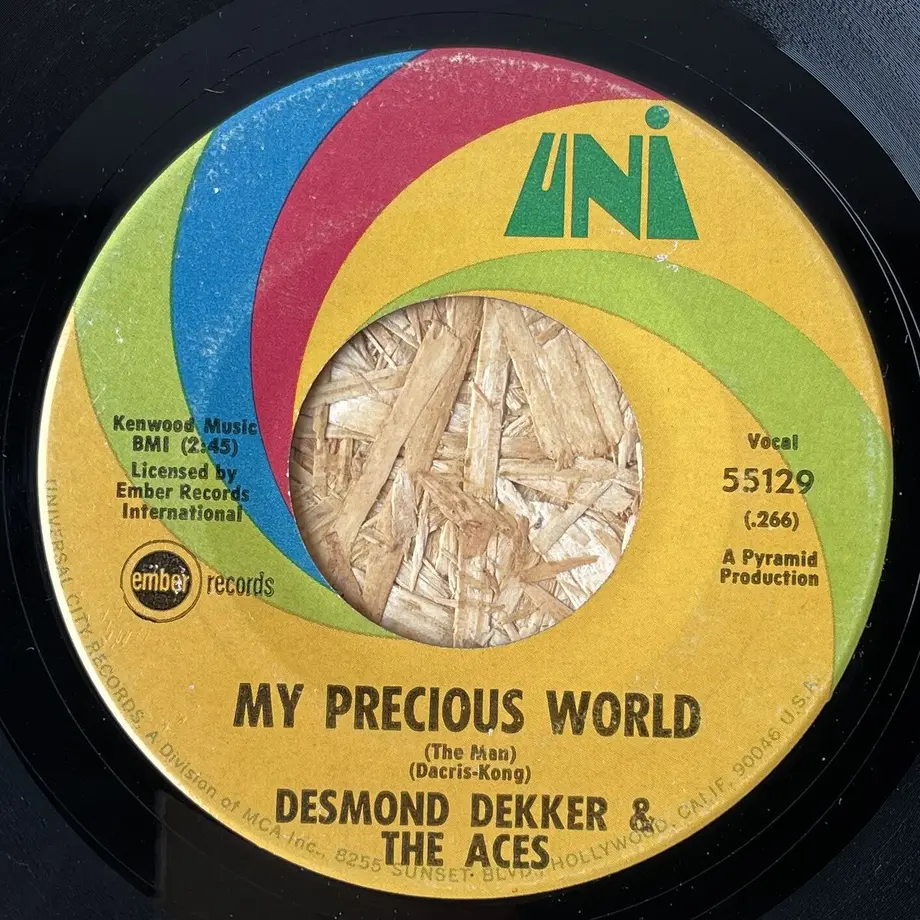 UNI
Kenwood Music
BMI (2:45)
Licensed by
Ember Records
International
ember records
Vocal
55129
(.266)
A Pyramid
Production
MY PRECIOUS WORLD
(The Man)
(Dacris-Kong)
DESMOND DEKKER &
THE ACES
UNIVERSAL CITY RECORDS, A Division of MCA Inc., 8255 SUNSET BLVD., HOLLYWOOD, CALIF. 90046 U.S.A.